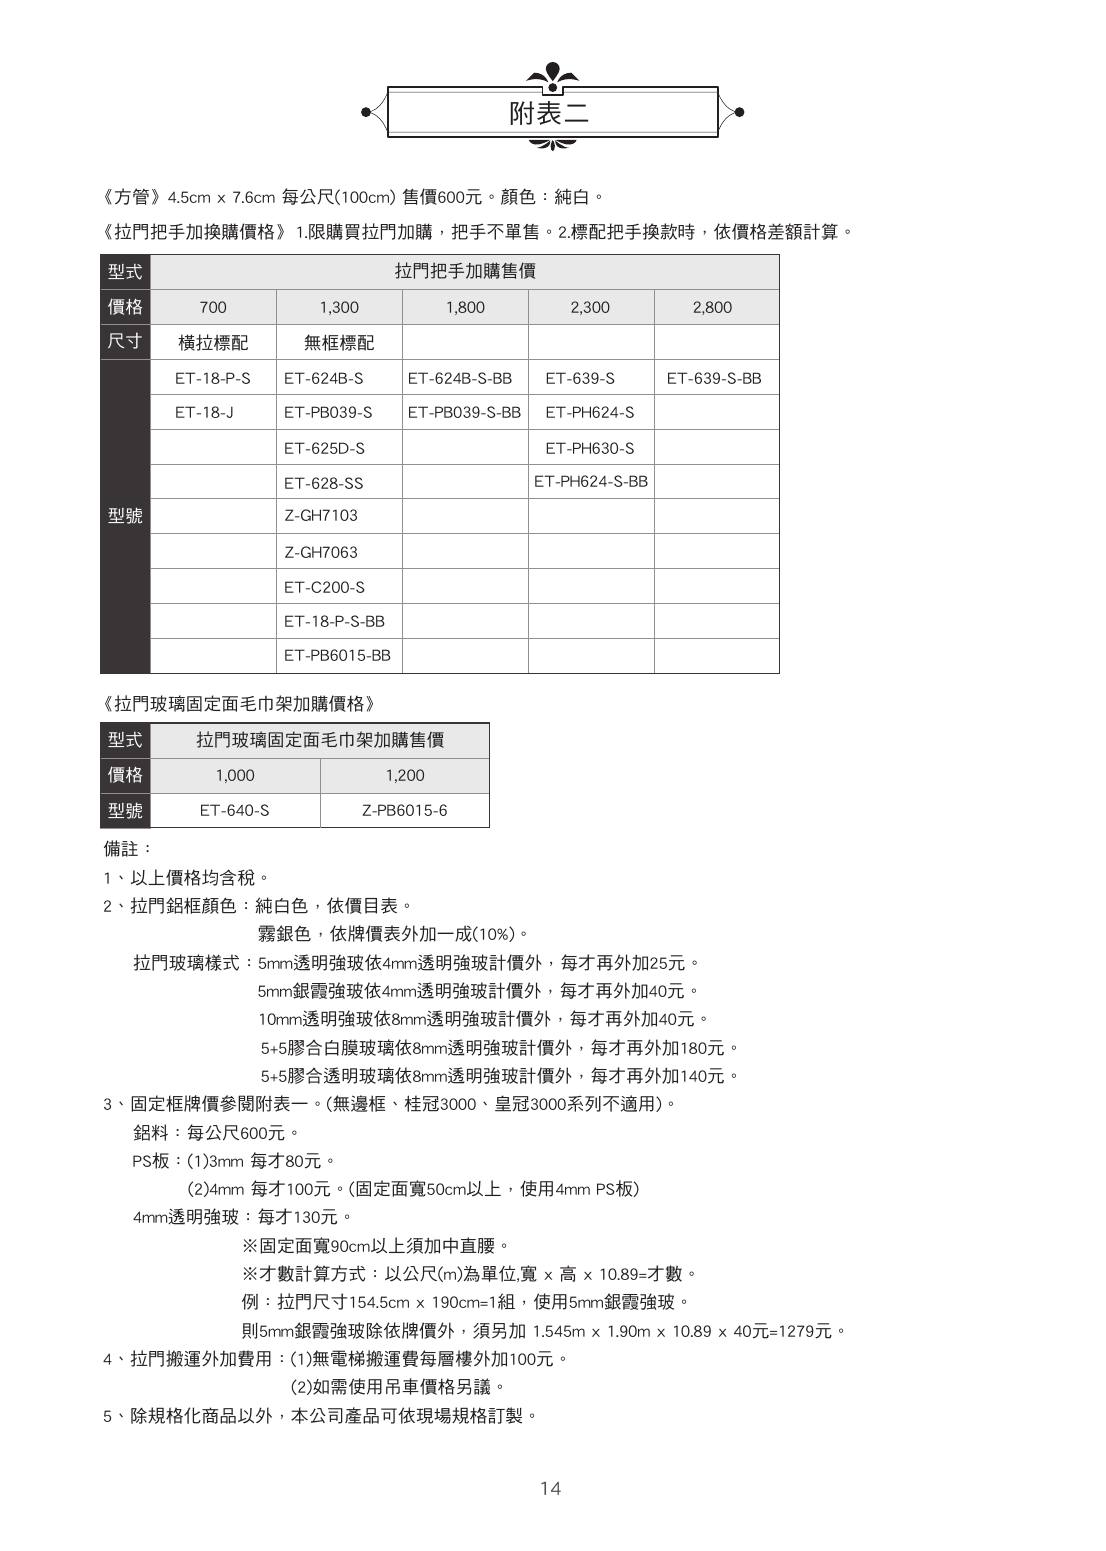 附表二
《方管》4.5cm x 7.6cm 每公尺(100cm) 售價600元。顏色：純白。
《拉門把手加換購價格》1.限購買拉門加購，把手不單售。2.標配把手換款時，依價格差額計算。
型式 拉門把手加購售價
價格 700 1,300 1,800 2,300 2,800
尺寸 橫拉標配 無框標配
ET-18-P-S ET-624B-S ET-624B-S-BB ET-639-S ET-639-S-BB
ET-18-J ET-PB039-S ET-PB039-S-BB ET-PH624-S
ET-625D-S ET-PH630-S
ET-628-SS ET-PH624-S-BB
型號 Z-GH7103
Z-GH7063
ET-C200-S
ET-18-P-S-BB
ET-PB6015-BB
《拉門玻璃固定面毛巾架加購價格》
型式 拉門玻璃固定面毛巾架加購售價
價格 1,000 1,200
型號 ET-640-S Z-PB6015-6
備註：
1、以上價格均含稅。
2、拉門鋁框顏色：純白色，依價目表。
霧銀色，依牌價表外加一成(10%)。
拉門玻璃樣式：5mm透明強玻依4mm透明強玻計價外，每才再外加25元。
5mm銀霞強玻依4mm透明強玻計價外，每才再外加40元。
10mm透明強玻依8mm透明強玻計價外，每才再外加40元。
5+5膠合白膜玻璃依8mm透明強玻計價外，每才再外加180元。
5+5膠合透明玻璃依8mm透明強玻計價外，每才再外加140元。
3、固定框牌價參閱附表一。(無邊框、桂冠3000、皇冠3000系列不適用)。
鋁料：每公尺600元。
PS板：(1)3mm 每才80元。
(2)4mm 每才100元。(固定面寬50cm以上，使用4mm PS板)
4mm透明強玻：每才130元。
※固定面寬90cm以上須加中直腰。
※才數計算方式：以公尺(m)為單位,寬 x 高 x 10.89=才數。
例：拉門尺寸154.5cm x 190cm=1組，使用5mm銀霞強玻。
則5mm銀霞強玻除依牌價外，須另加 1.545m x 1.90m x 10.89 x 40元=1279元。
4、拉門搬運外加費用：(1)無電梯搬運費每層樓外加100元。
(2)如需使用吊車價格另議。
5、除規格化商品以外，本公司產品可依現場規格訂製。
14